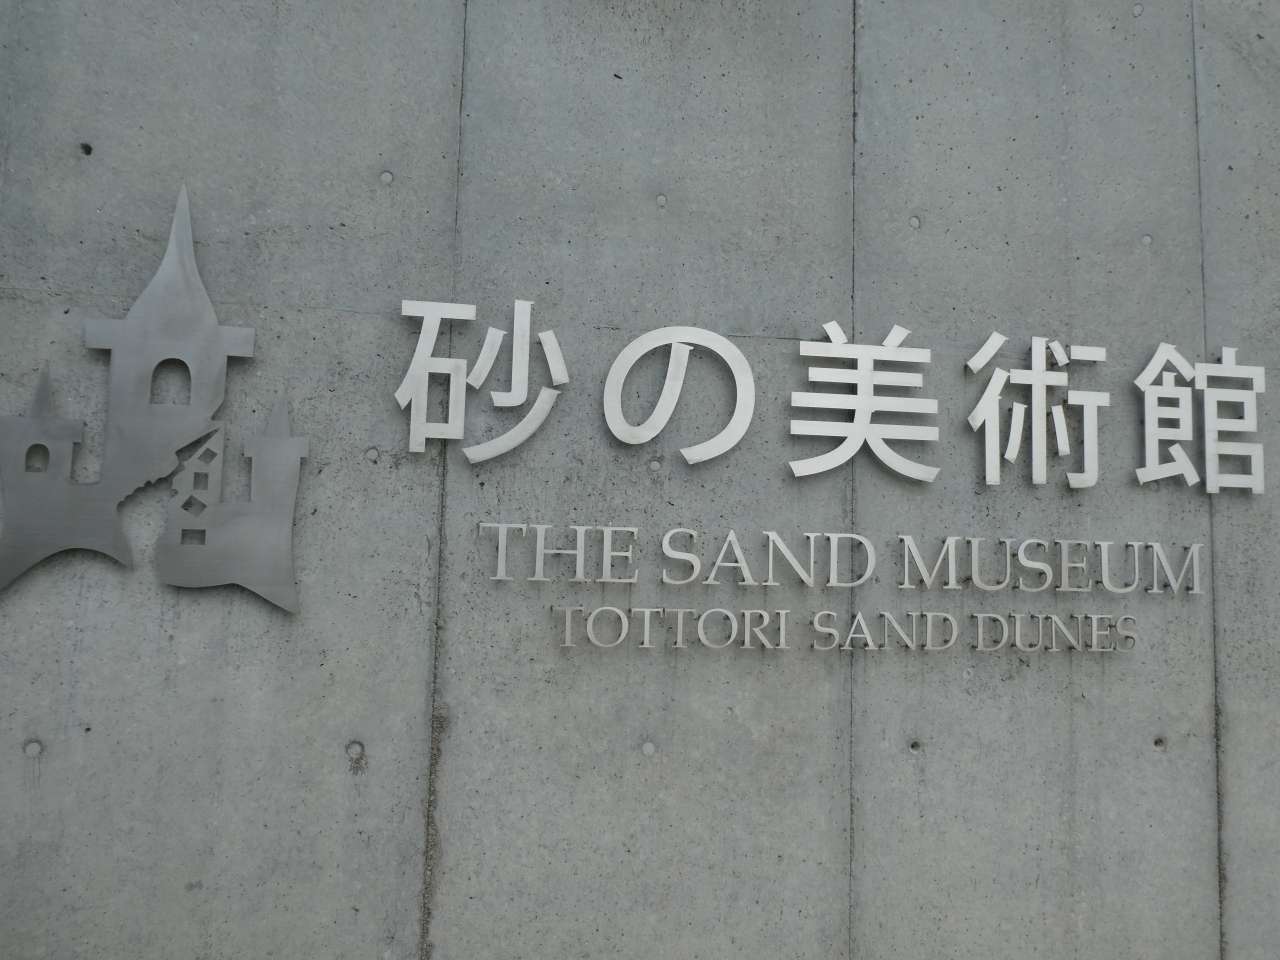 砂の美術館
THE SAND MUSEUM
TOTTORI SAND DUNES